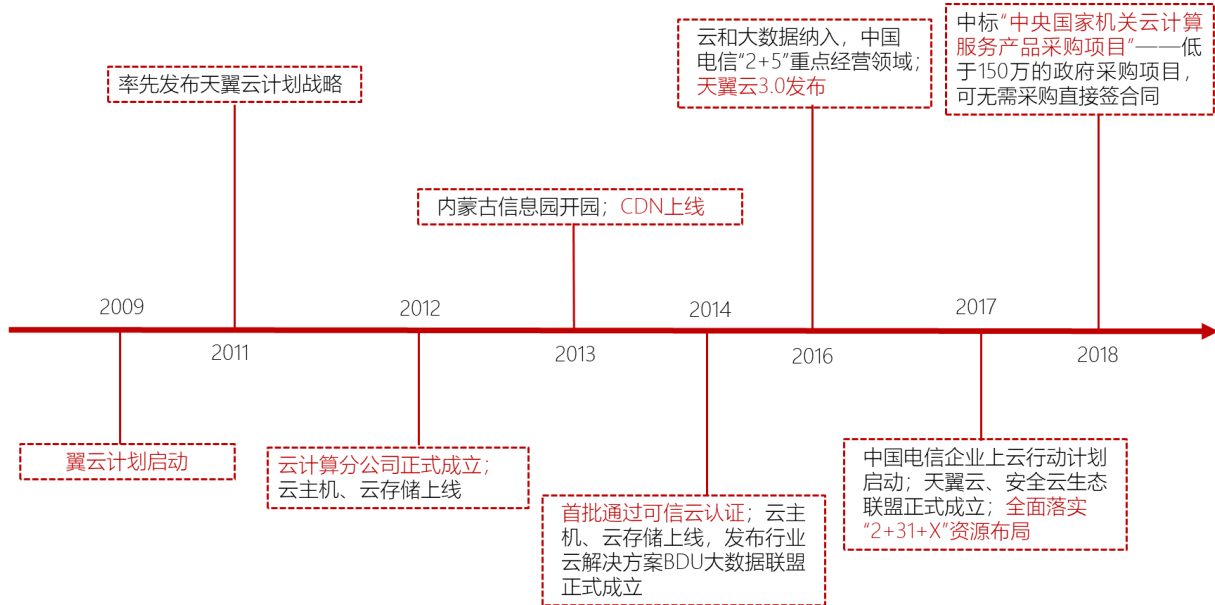 率先发布天翼云计划战略
云和大数据纳入，中国
电信“2+5”重点经营领域；
天翼云3.0发布
中标“中央国家机关云计算
服务产品采购项目”——低
于150万的政府采购项目，
可无需采购直接签合同
内蒙古信息园开园；CDN上线
2009
2012
2014
2017
2011
2013
2016
2018
翼云计划启动
云计算分公司正式成立；
云主机、云存储上线
首批通过可信云认证；云主
机、云存储上线，发布行业
云解决方案BDU大数据联盟
正式成立
中国电信企业上云行动计划
启动；天翼云、安全云生态
联盟正式成立；全面落实
“2+31+X”资源布局